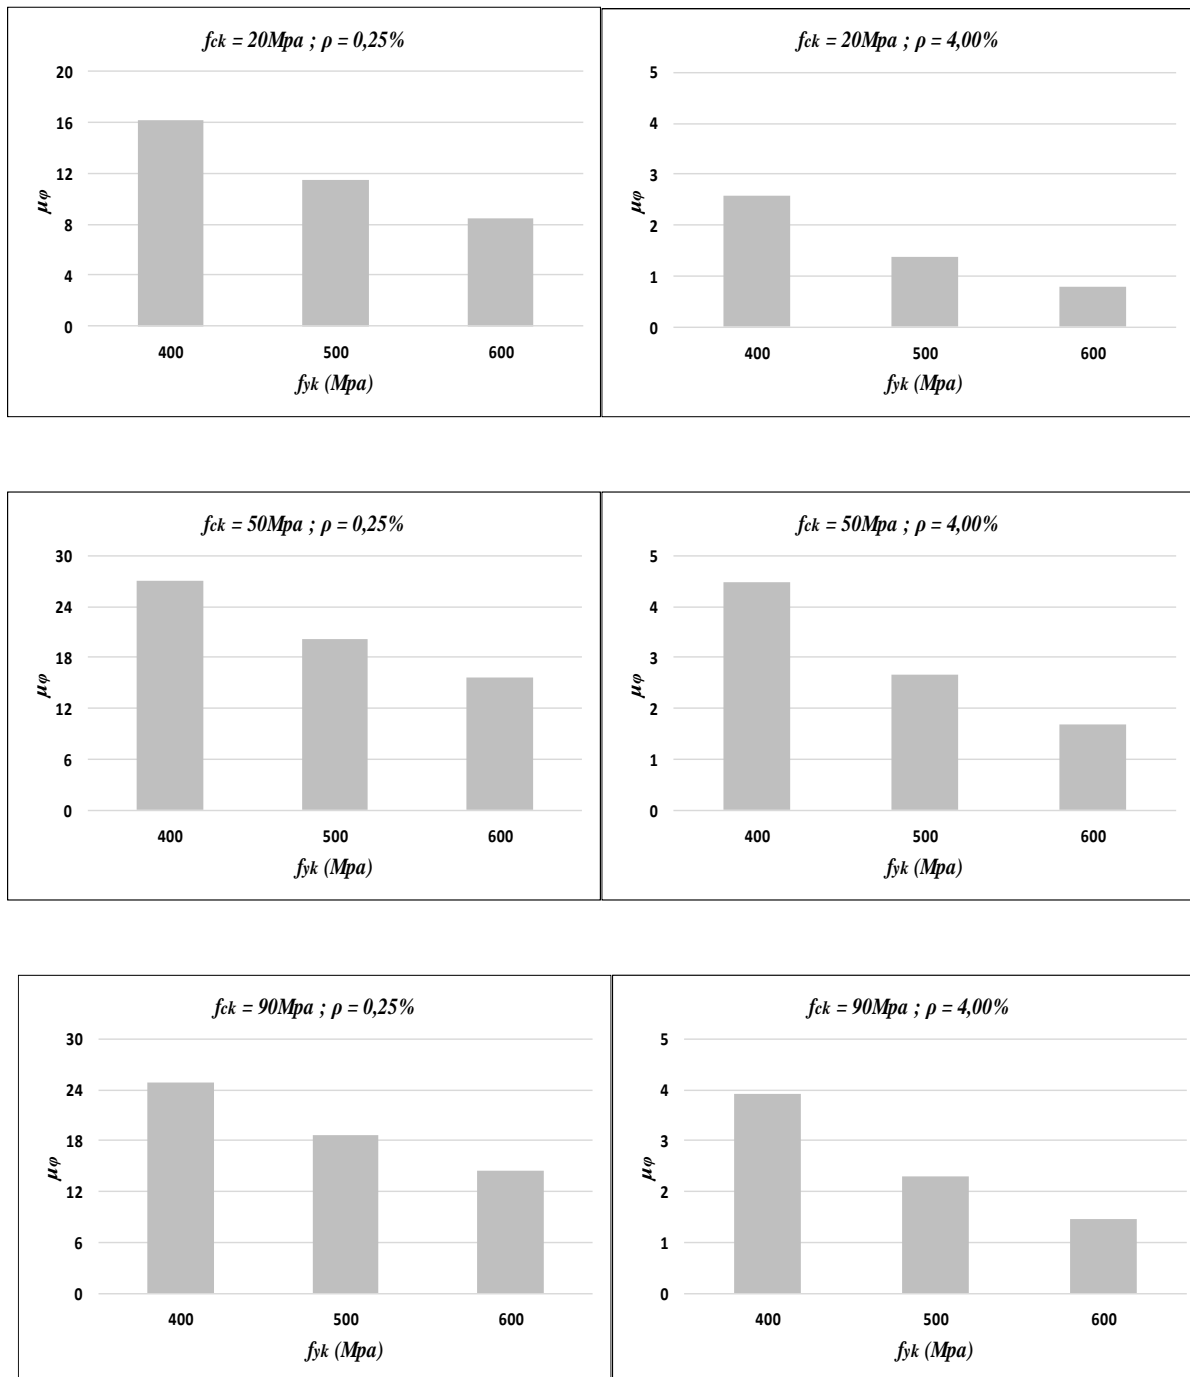 fck = 20Mpa ; ρ = 0,25%
20
16
12
8
4
0
μφ
400 500 600
fyk (Mpa)
fck = 20Mpa ; ρ = 4,00%
5
4
3
2
1
0
μφ
400 500 600
fyk (Mpa)
fck = 50Mpa ; ρ = 0,25%
30
24
18
12
6
0
μφ
400 500 600
fyk (Mpa)
fck = 50Mpa ; ρ = 4,00%
5
4
3
2
1
0
μφ
400 500 600
fyk (Mpa)
fck = 90Mpa ; ρ = 0,25%
30
24
18
12
6
0
μφ
400 500 600
fyk (Mpa)
fck = 90Mpa ; ρ = 4,00%
5
4
3
2
1
0
μφ
400 500 600
fyk (Mpa)